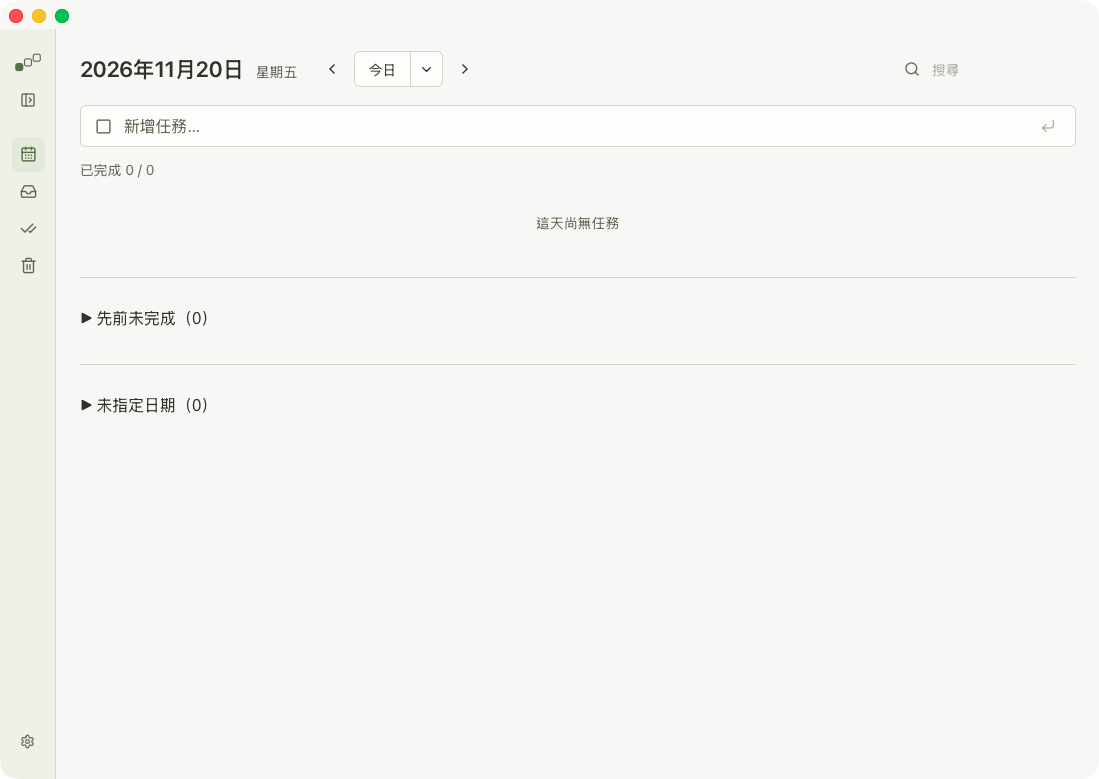 2026年11月20日 星期五 今日 搜尋
新增任務...
已完成 0 / 0
這天尚無任務
先前未完成（0）
未指定日期（0）